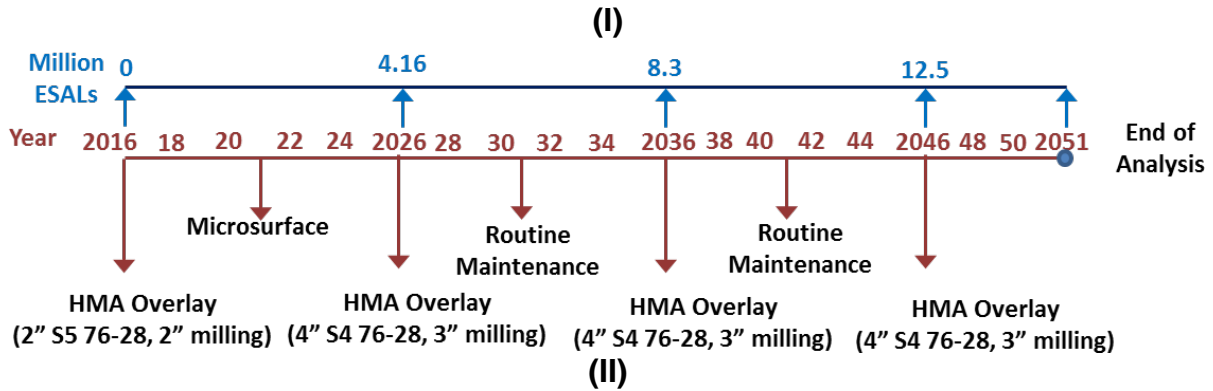 (I)
Million ESALs 0 4.16 8.3 12.5
Year 2016 18 20 22 24 2026 28 30 32 34 2036 38 40 42 44 2046 48 50 2051
End of
Analysis
Microsurface
Routine
Maintenance
Routine
Maintenance
HMA Overlay
(2” S5 76-28, 2” milling)
HMA Overlay
(4” S4 76-28, 3” milling)
HMA Overlay
(4” S4 76-28, 3” milling)
HMA Overlay
(4” S4 76-28, 3” milling)
(II)